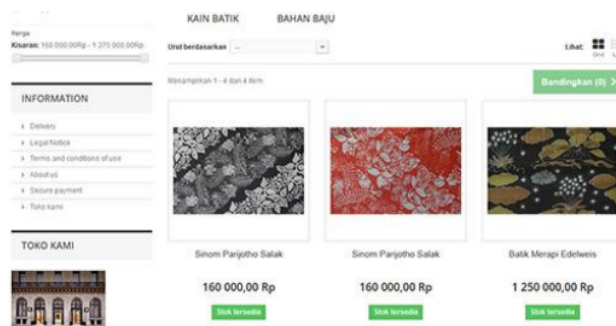 KAIN BATIK BAHAN BAJU
Harga
Kisaran: 160 000,00Rp - 1 375 000,00Rp
Urut berdasarkan --
Lihat:
Grid
Menampilkan 1 - 4 dari 4 item
Bandingkan (0)
INFORMATION
Delivery
Legal Notice
Terms and conditions of use
About us
Secure payment
Toko kami
TOKO KAMI
Sinom Parijotho Salak
160 000,00 Rp
Stok tersedia
Sinom Parijotho Salak
160 000,00 Rp
Stok tersedia
Batik Merapi Edelweis
1 250 000,00 Rp
Stok tersedia